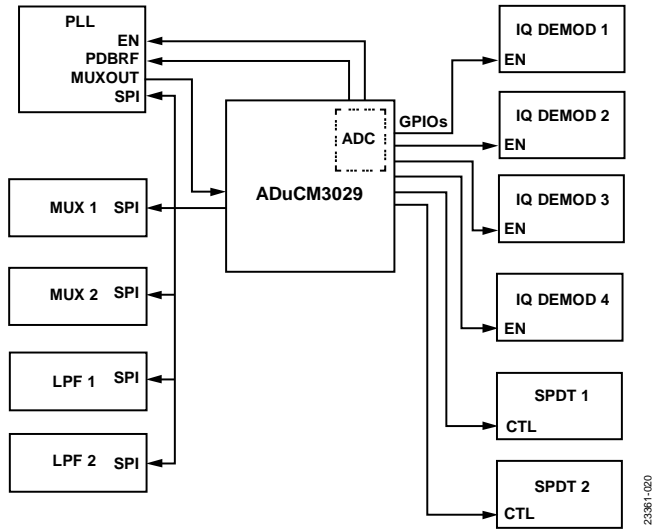 PLL
EN
PDBRF
MUXOUT
SPI
MUX 1 SPI
MUX 2 SPI
LPF 1 SPI
LPF 2 SPI
ADuCM3029
ADC
GPIOs
IQ DEMOD 1
EN
IQ DEMOD 2
EN
IQ DEMOD 3
EN
IQ DEMOD 4
EN
SPDT 1
CTL
SPDT 2
CTL
23361-020